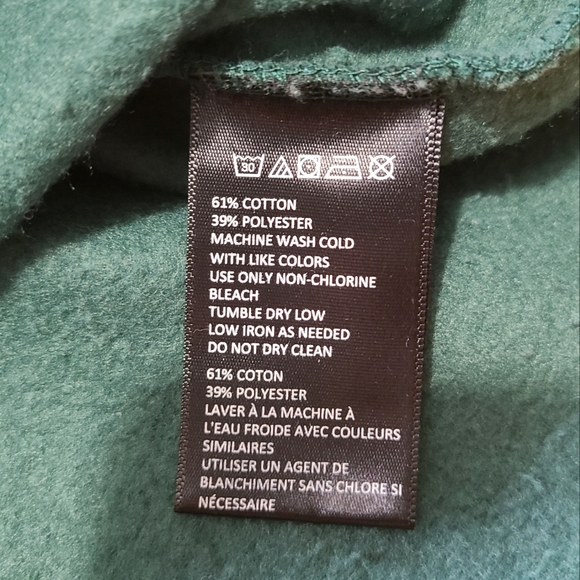 30
61% COTTON
39% POLYESTER
MACHINE WASH COLD
WITH LIKE COLORS
USE ONLY NON-CHLORINE
BLEACH
TUMBLE DRY LOW
LOW IRON AS NEEDED
DO NOT DRY CLEAN
61% COTON
39% POLYESTER
LAVER À LA MACHINE À
L'EAU FROIDE AVEC COULEURS
SIMILAIRES
UTILISER UN AGENT DE
BLANCHIMENT SANS CHLORE SI
NÉCESSAIRE